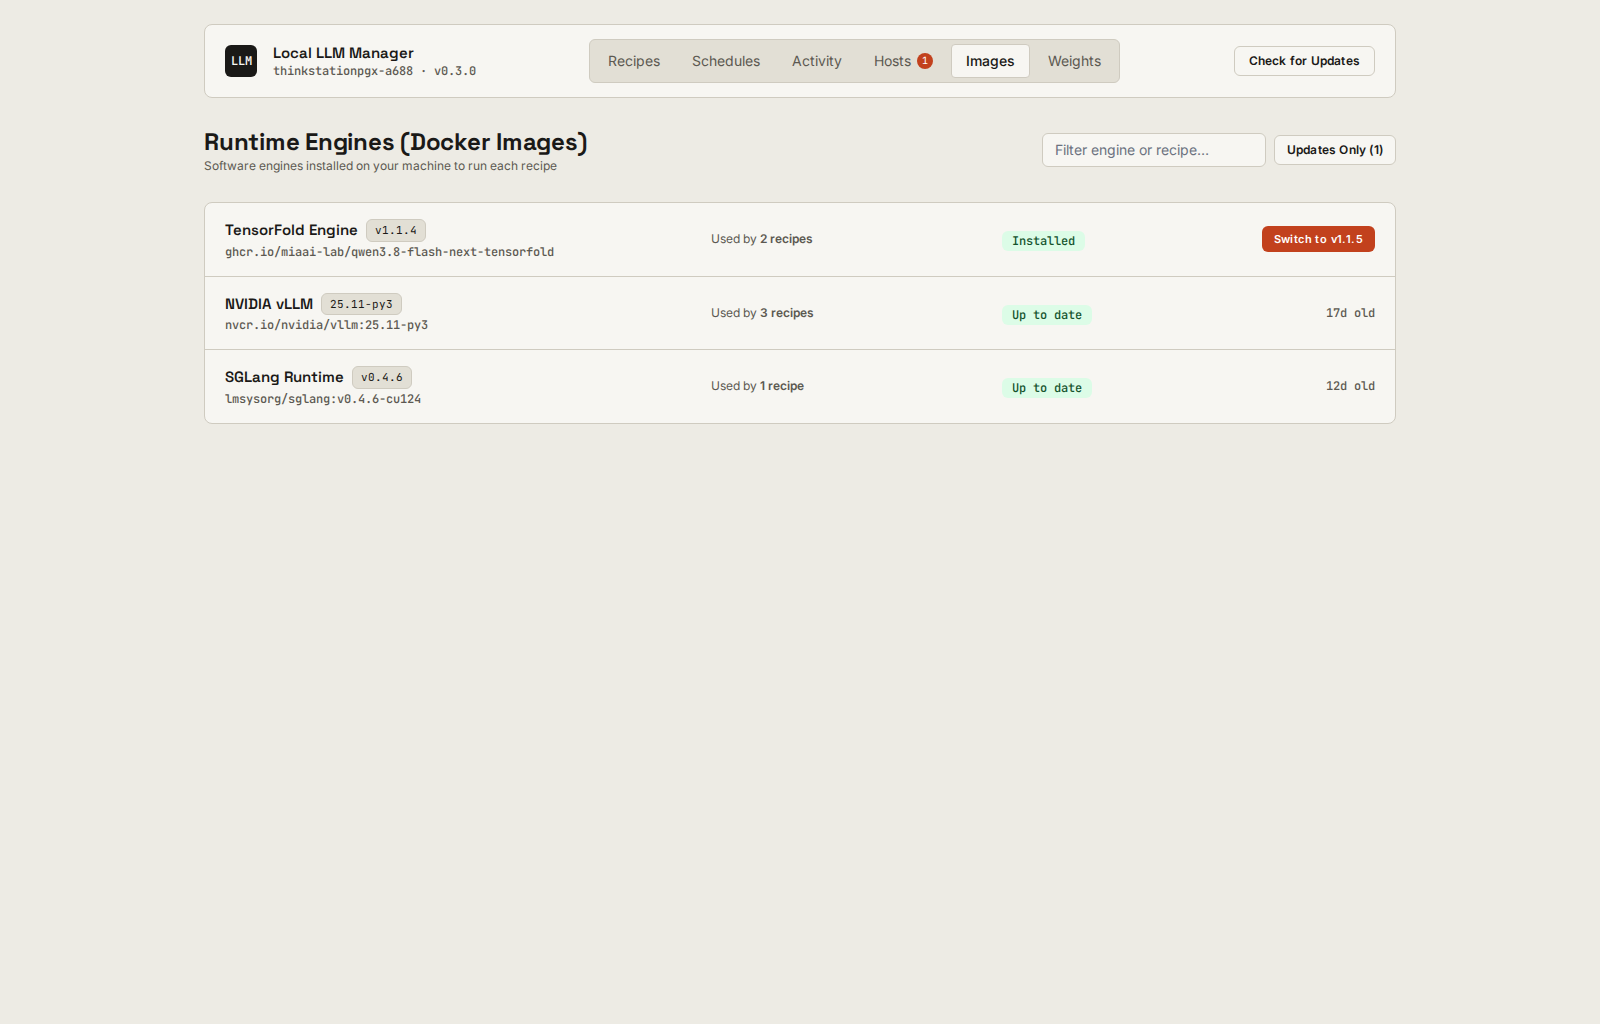 LLM
Local LLM Manager
thinkstationpgx-a688 · v0.3.0
Recipes
Schedules
Activity
Hosts 1
Images
Weights
Check for Updates
Runtime Engines (Docker Images)
Software engines installed on your machine to run each recipe
Filter engine or recipe...
Updates Only (1)
TensorFold Engine v1.1.4
ghcr.io/miaai-lab/qwen3.8-flash-next-tensorfold
Used by 2 recipes
Installed
Switch to v1.1.5
NVIDIA vLLM 25.11-py3
nvcr.io/nvidia/vllm:25.11-py3
Used by 3 recipes
Up to date
17d old
SGLang Runtime v0.4.6
lmsysorg/sglang:v0.4.6-cu124
Used by 1 recipe
Up to date
12d old